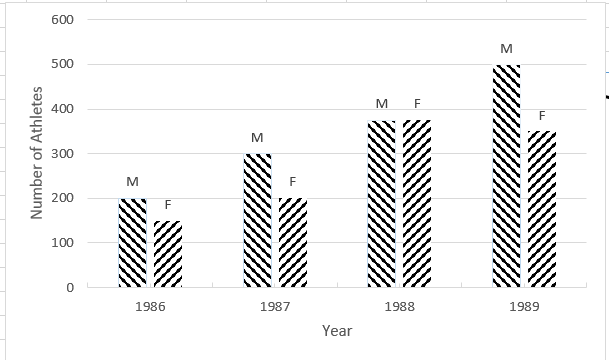 600
500
400
300
200
100
0
Number of Athletes
M
F
M
F
M
F
M
F
1986
1987
1988
1989
Year